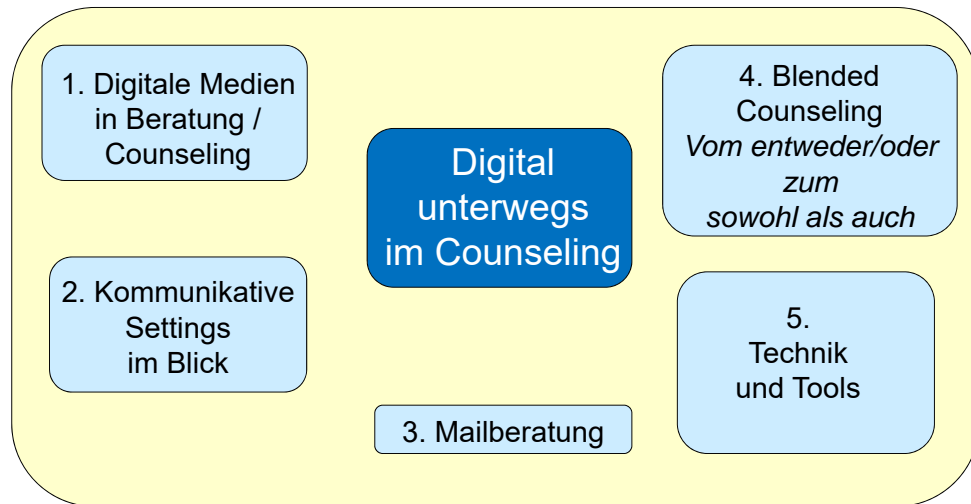 1. Digitale Medien
in Beratung /
Counseling
Digital
unterwegs
im Counseling
2. Kommunikative
Settings
im Blick
3. Mailberatung
4. Blended
Counseling
Vom entweder/oder
zum
sowohl als auch
5.
Technik
und Tools